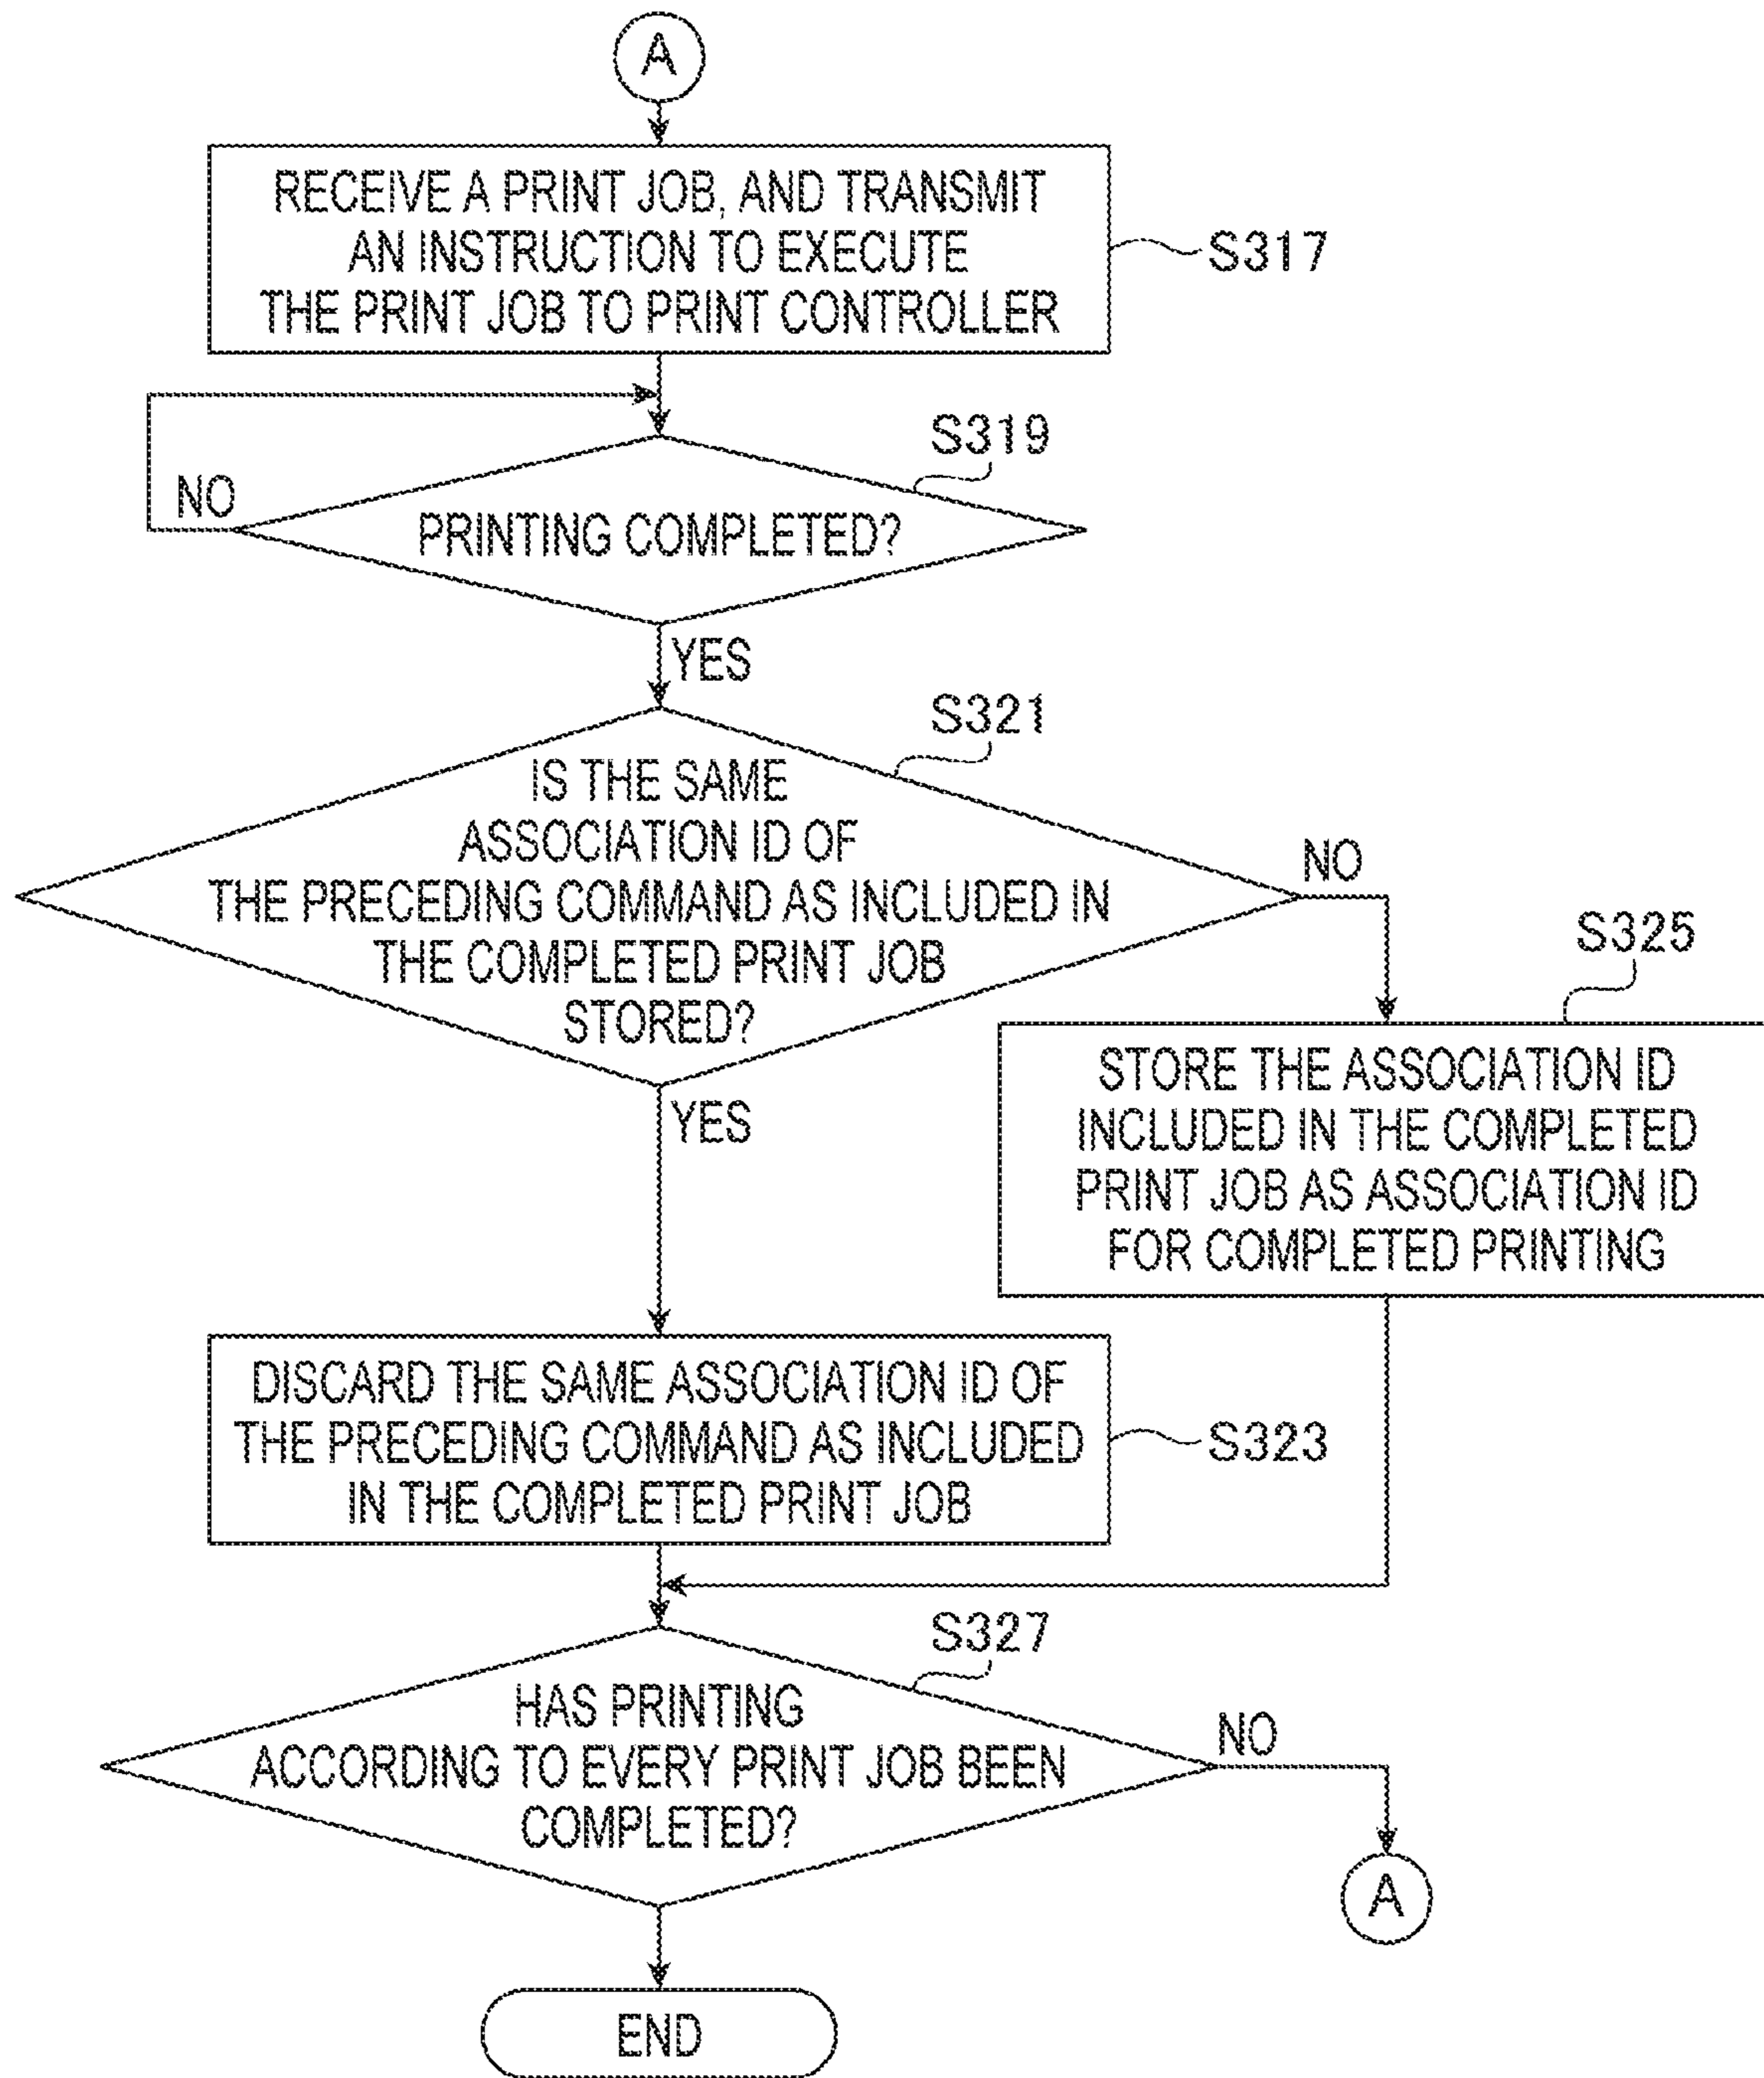 A
RECEIVE A PRINT JOB, AND TRANSMIT
AN INSTRUCTION TO EXECUTE
THE PRINT JOB TO PRINT CONTROLLER
S317
S319
NO
PRINTING COMPLETED?
YES
S321
IS THE SAME
ASSOCIATION ID OF
THE PRECEDING COMMAND AS INCLUDED IN
THE COMPLETED PRINT JOB
STORED?
NO
YES
S325
STORE THE ASSOCIATION ID
INCLUDED IN THE COMPLETED
PRINT JOB AS ASSOCIATION ID
FOR COMPLETED PRINTING
DISCARD THE SAME ASSOCIATION ID OF
THE PRECEDING COMMAND AS INCLUDED
IN THE COMPLETED PRINT JOB
S323
S327
HAS PRINTING
ACCORDING TO EVERY PRINT JOB BEEN
COMPLETED?
NO
A
END